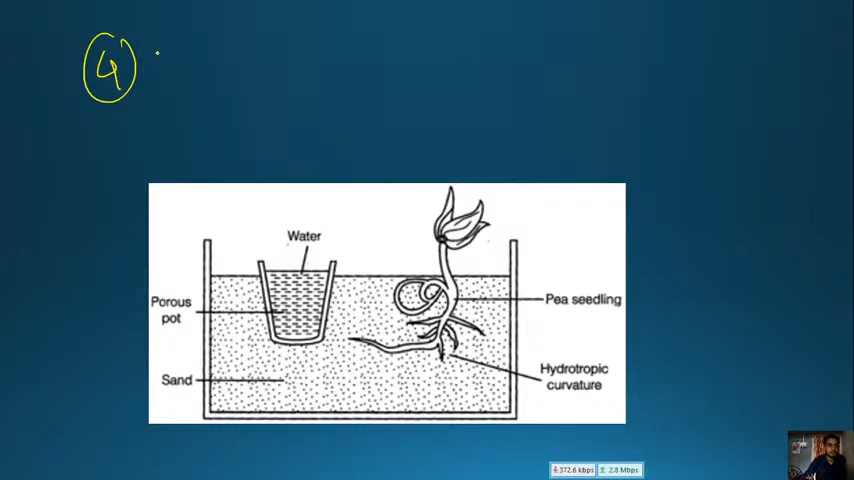 4
Water
Porous
pot
Pea seedling
Hydrotropic
curvature
Sand
372.6 kbps 2.8 Mbps